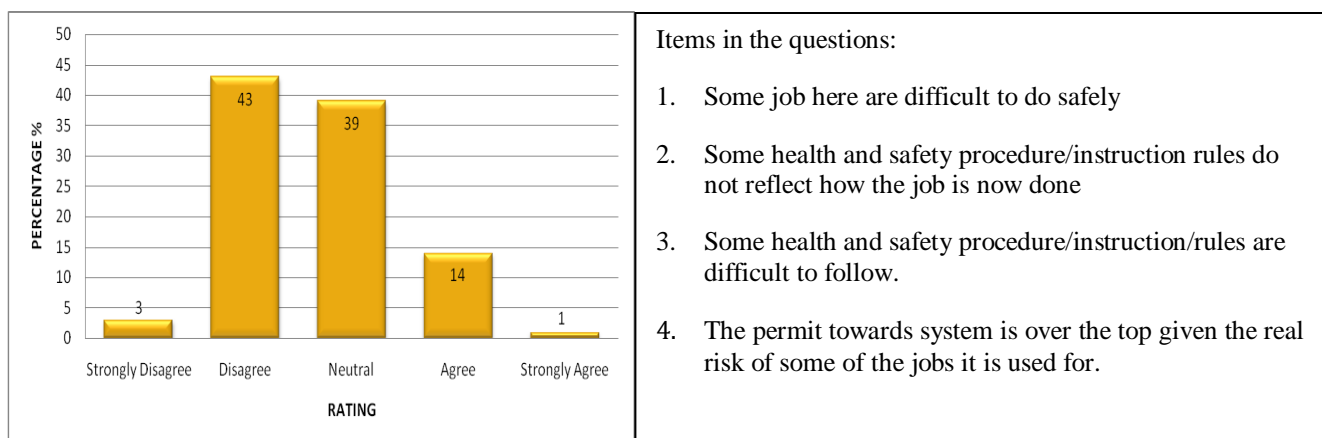 50
45
40
35
30
25
20
15
10
5
0
PERCENTAGE %
3
43
39
14
1
Strongly Disagree
Disagree
Neutral
Agree
Strongly Agree
RATING
Items in the questions:
1. Some job here are difficult to do safely
2. Some health and safety procedure/instruction rules do
not reflect how the job is now done
3. Some health and safety procedure/instruction/rules are
difficult to follow.
4. The permit towards system is over the top given the real
risk of some of the jobs it is used for.